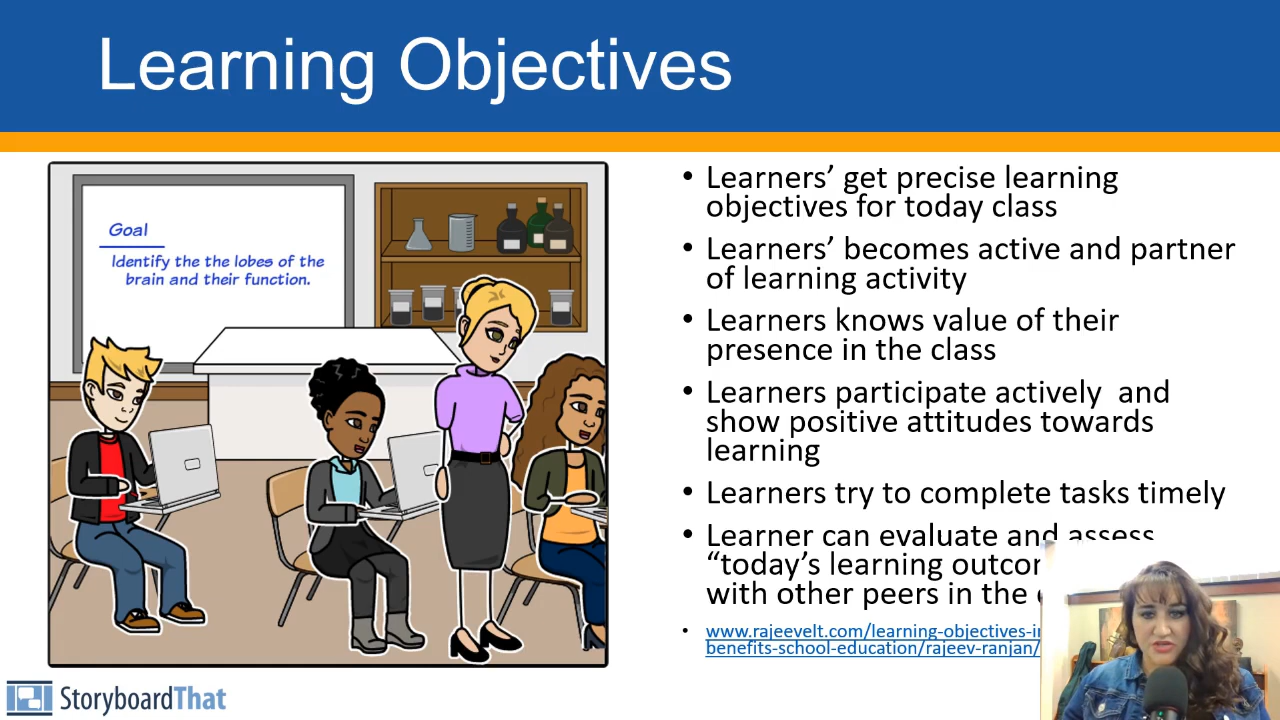 Learning Objectives
Goal
Identify the the lobes of the
brain and their function.
• Learners’ get precise learning
objectives for today class
• Learners’ becomes active and partner
of learning activity
• Learners knows value of their
presence in the class
• Learners participate actively  and
show positive attitudes towards
learning
• Learners try to complete tasks timely
• Learner can evaluate and assess
“today’s learning
with other peers in the
• www.rajeevelt.com/learning-objectives-
benefits-school-education/rajeev-ranjan/
StoryboardThat